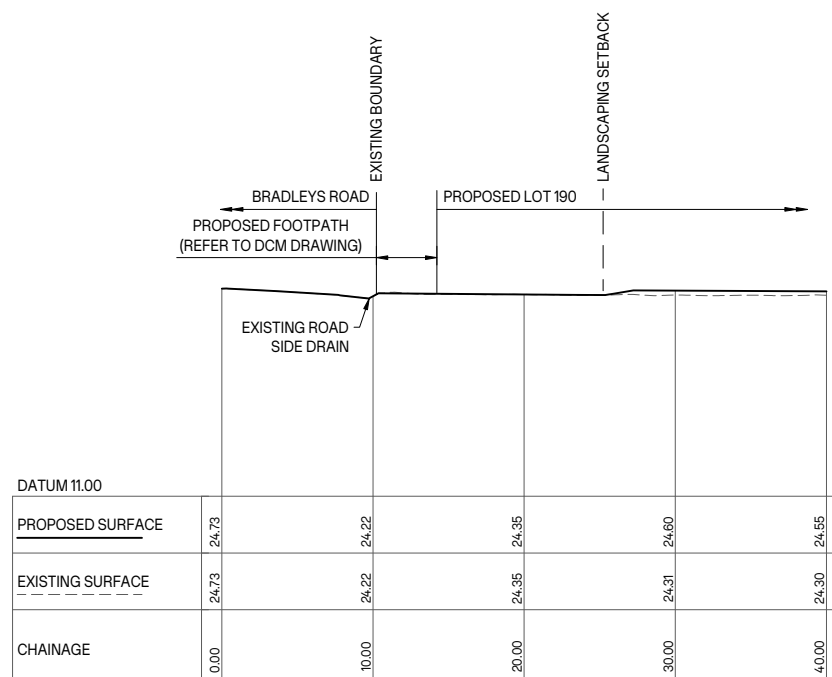 EXISTING BOUNDARY
LANDSCAPING SETBACK
BRADLEYS ROAD
PROPOSED LOT 190
PROPOSED FOOTPATH
(REFER TO DCM DRAWING)
EXISTING ROAD
SIDE DRAIN
DATUM 11.00
PROPOSED SURFACE 24.73 24.22 24.35 24.60 24.55
EXISTING SURFACE 24.73 24.22 24.35 24.31 24.30
CHAINAGE 0.00 10.00 20.00 30.00 40.00